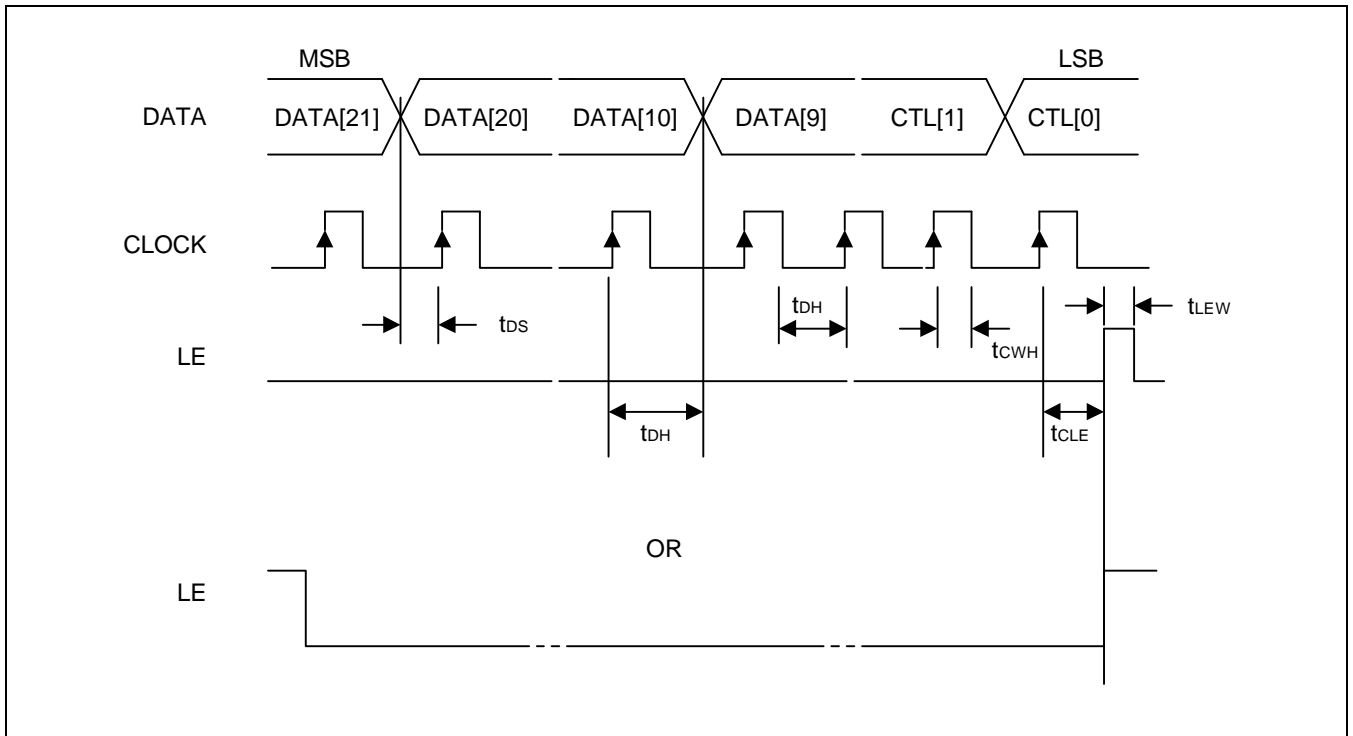 MSB LSB
DATA DATA[21] DATA[20] DATA[10] DATA[9] CTL[1] CTL[0]
CLOCK
tDS tDH tCWH tLEW
LE
tDH tCLE
OR
LE